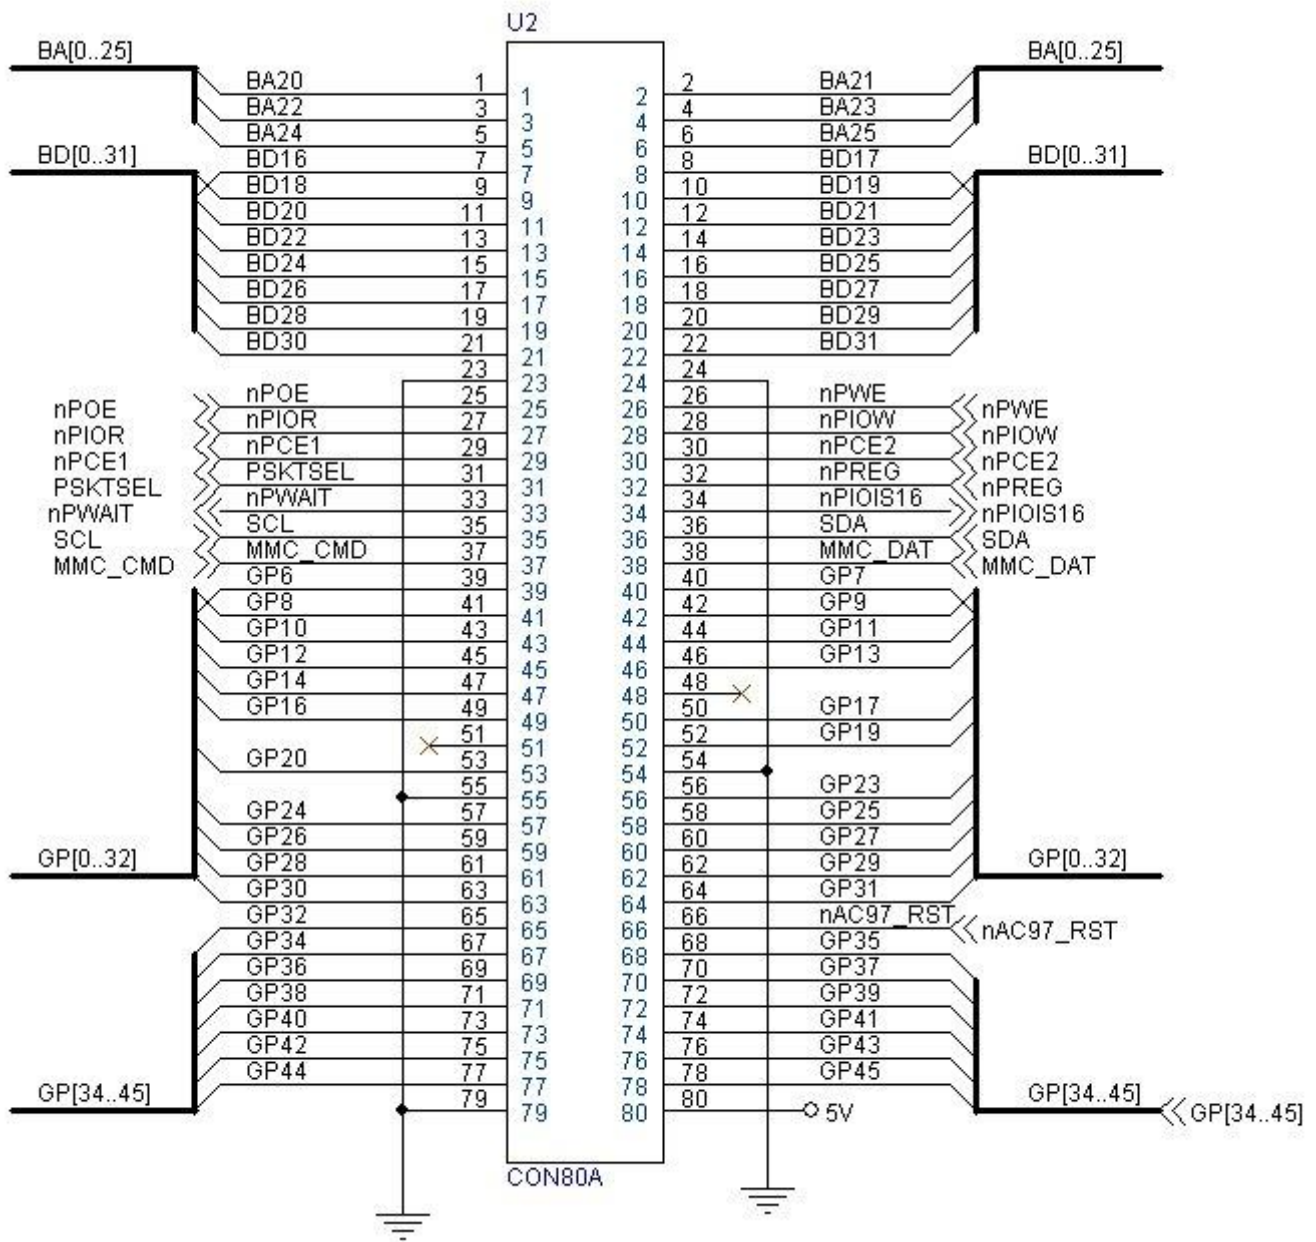 U2
BA[0..25] BA[0..25]
BA20 1 1 2 2 BA21
BA22 3 3 4 4 BA23
BA24 5 5 6 6 BA25
BD[0..31] BD16 7 7 8 8 BD17 BD[0..31]
BD18 9 9 10 10 BD19
BD20 11 11 12 12 BD21
BD22 13 13 14 14 BD23
BD24 15 15 16 16 BD25
BD26 17 17 18 18 BD27
BD28 19 19 20 20 BD29
BD30 21 21 22 22 BD31
23 23 24 24
nPOE nPOE 25 25 26 26 nPWE nPWE
nPIOR nPIOR 27 27 28 28 nPIOW nPIOW
nPCE1 nPCE1 29 29 30 30 nPCE2 nPCE2
PSKTSEL PSKTSEL 31 31 32 32 nPREG nPREG
nPWAIT nPWAIT 33 33 34 34 nPIOIS16 nPIOIS16
SCL SCL 35 35 36 36 SDA SDA
MMC_CMD MMC_CMD 37 37 38 38 MMC_DAT MMC_DAT
GP6 39 39 40 40 GP7
GP8 41 41 42 42 GP9
GP10 43 43 44 44 GP11
GP12 45 45 46 46 GP13
GP14 47 47 48 48
GP16 49 49 50 50 GP17
51 51 52 52 GP19
GP20 53 53 54 54
55 55 56 56 GP23
GP24 57 57 58 58 GP25
GP26 59 59 60 60 GP27
GP[0..32] GP28 61 61 62 62 GP29 GP[0..32]
GP30 63 63 64 64 GP31
GP32 65 65 66 66 nAC97_RST nAC97_RST
GP34 67 67 68 68 GP35
GP36 69 69 70 70 GP37
GP38 71 71 72 72 GP39
GP40 73 73 74 74 GP41
GP42 75 75 76 76 GP43
GP44 77 77 78 78 GP45
GP[34..45] 79 79 80 80 5V GP[34..45] GP[34..45]
CON80A